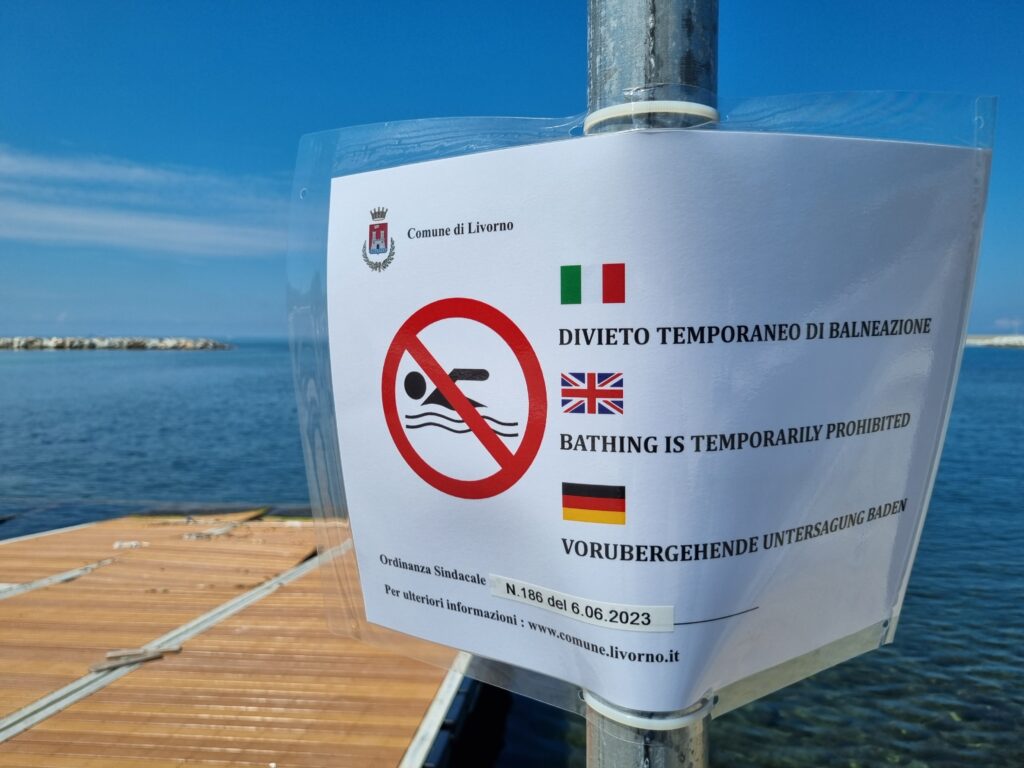 Comune di Livorno
DIVIETO TEMPORANEO DI BALNEAZIONE
BATHING IS TEMPORARILY PROHIBITED
VORUBERGEHENDE UNTERSAGUNG BADEN
Ordinanza Sindacale N.186 del 6.06.2023
Per ulteriori informazioni : www.comune.livorno.it